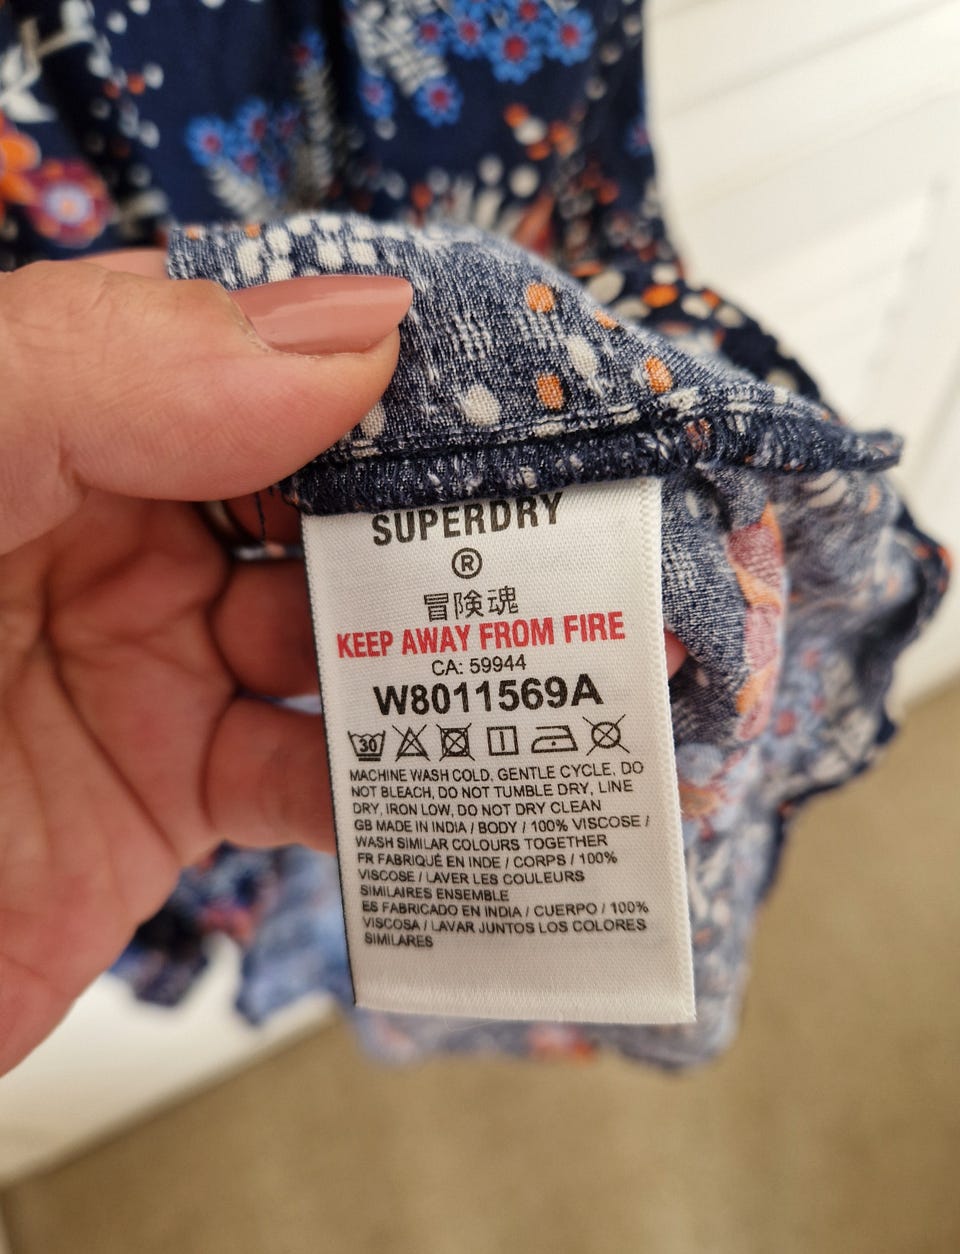 SUPERDRY
®
冒険魂
KEEP AWAY FROM FIRE
CA: 59944
W8011569A
30
MACHINE WASH COLD, GENTLE CYCLE, DO
NOT BLEACH, DO NOT TUMBLE DRY, LINE
DRY, IRON LOW, DO NOT DRY CLEAN
GB MADE IN INDIA / BODY / 100% VISCOSE /
WASH SIMILAR COLOURS TOGETHER
FR FABRIQUÉ EN INDE / CORPS / 100%
VISCOSE / LAVER LES COULEURS
SIMILAIRES ENSEMBLE
ES FABRICADO EN INDIA / CUERPO / 100%
VISCOSA / LAVAR JUNTOS LOS COLORES
SIMILARES